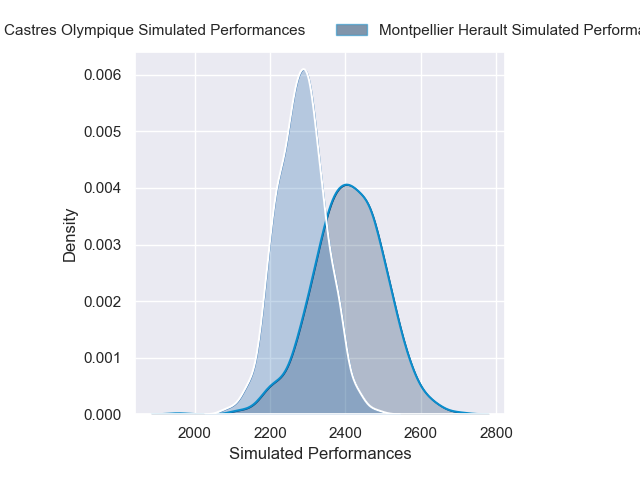 Castres Olympique Simulated Performances
Montpellier Herault Simulated Performa
0.006
0.005
0.004
0.003
0.002
0.001
0.000
Density
2000 2200 2400 2600 2800
Simulated Performances